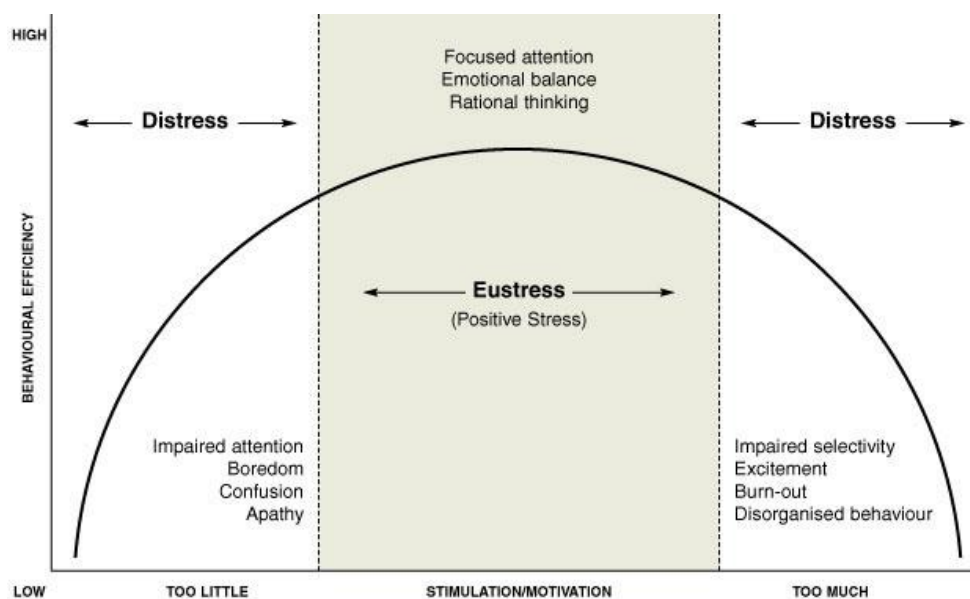 HIGH
Focused attention
Emotional balance
Rational thinking
Distress
Distress
BEHAVIOURAL EFFICIENCY
Eustress
(Positive Stress)
Impaired attention
Boredom
Confusion
Apathy
Impaired selectivity
Excitement
Burn-out
Disorganised behaviour
LOW
TOO LITTLE
STIMULATION/MOTIVATION
TOO MUCH